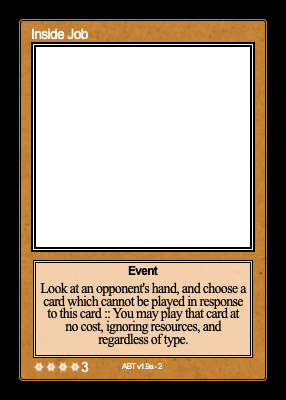 Inside Job
Event
Look at an opponent's hand, and choose a
card which cannot be played in response
to this card :: You may play that card at
no cost, ignoring resources, and
regardless of type.
3
ABT v1.9a - 2